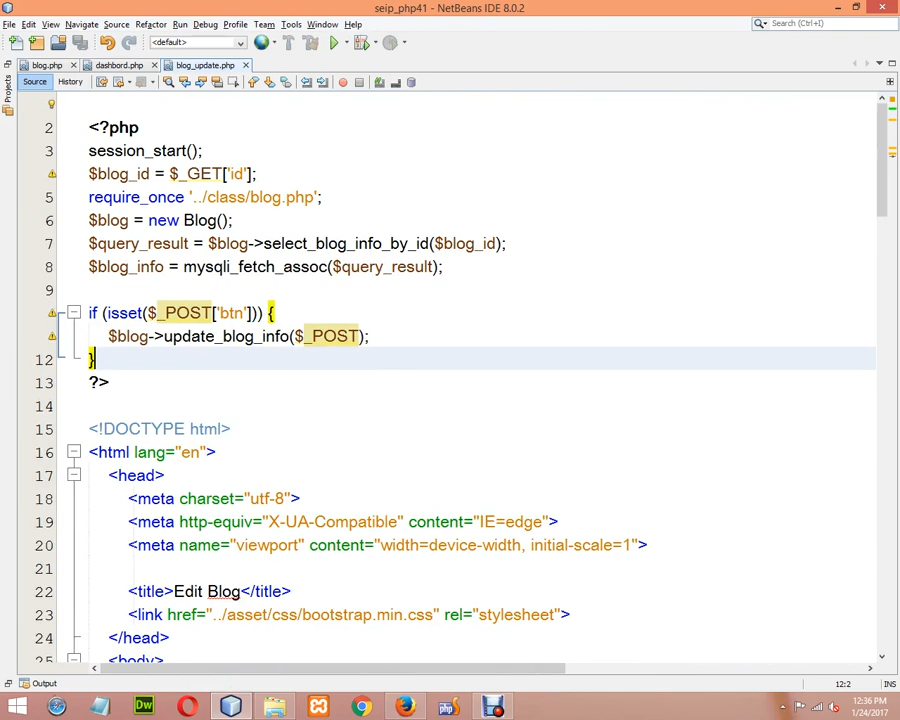 seip_php41 - NetBeans IDE 8.0.2
File Edit View Navigate Source Refactor Run Debug Profile Team Tools Window Help
Search (Ctrl+I)
<default>
blog.php dashbord.php blog_update.php
Projects
Source History
2 <?php
3 session_start();
$blog_id = $_GET['id'];
5 require_once '../class/blog.php';
6 $blog = new Blog();
7 $query_result = $blog->select_blog_info_by_id($blog_id);
8 $blog_info = mysqli_fetch_assoc($query_result);
9
if (isset($_POST['btn'])) {
$blog->update_blog_info($_POST);
12 }
13 ?>
14
15 <!DOCTYPE html>
16 <html lang="en">
17 <head>
18 <meta charset="utf-8">
19 <meta http-equiv="X-UA-Compatible" content="IE=edge">
20 <meta name="viewport" content="width=device-width, initial-scale=1">
21
22 <title>Edit Blog</title>
23 <link href="../asset/css/bootstrap.min.css" rel="stylesheet">
24 </head>
25 <body>
Output
12:2 INS
Dw
php
12:36 PM
1/24/2017